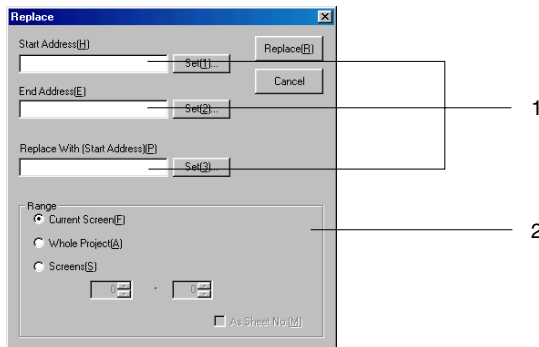 Replace
Start Address(H)
Set(1)... Replace(R)
Cancel
End Address(E)
Set(2)... 1
Replace With (Start Address)(P)
Set(3)...
Range
Current Screen(F) 2
Whole Project(A)
Screens(S)
0 - 0
As Sheet No.(M)